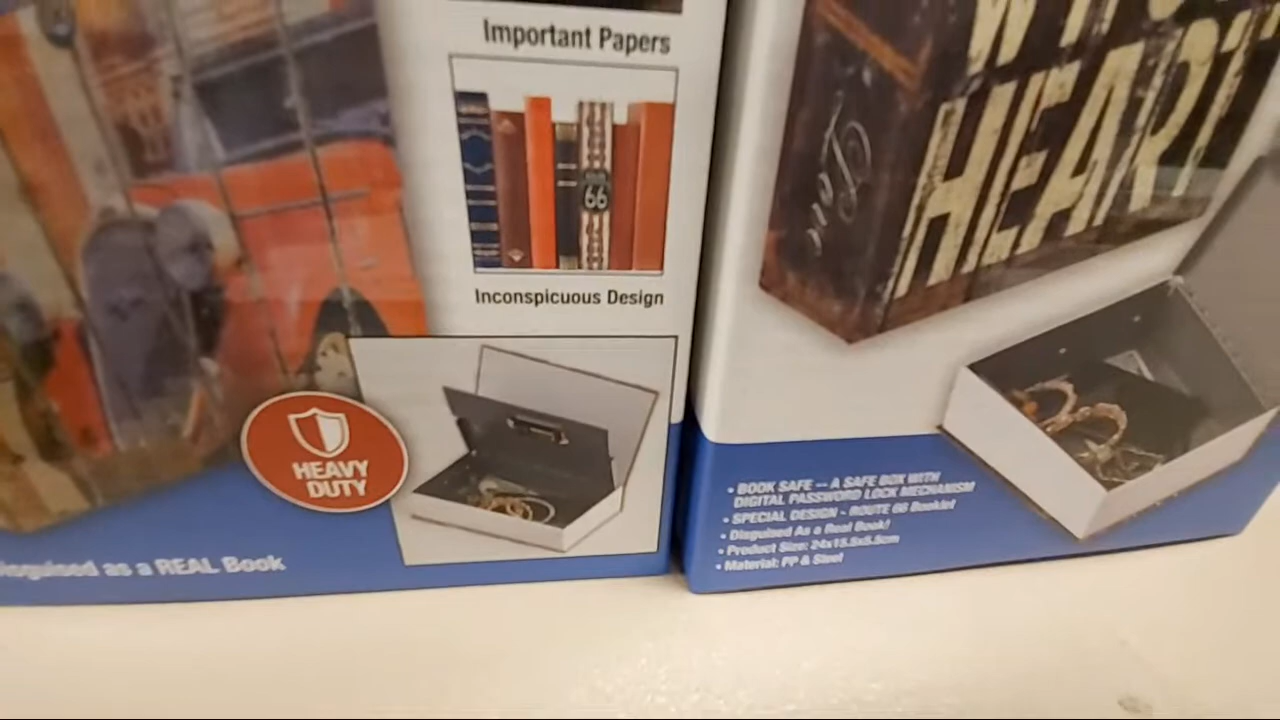 Important Papers
66
Inconspicuous Design
HEAVY
DUTY
Disguised as a REAL Book
HEART
Love
• BOOK SAFE -- A SAFE BOX WITH
DIGITAL PASSWORD LOCK MECHANISM
• SPECIAL DESIGN - ROUTE 66 Booklet
• Disguised As a Real Book!
• Product Size: 24x15.5x5.5cm
• Material: PP & Steel